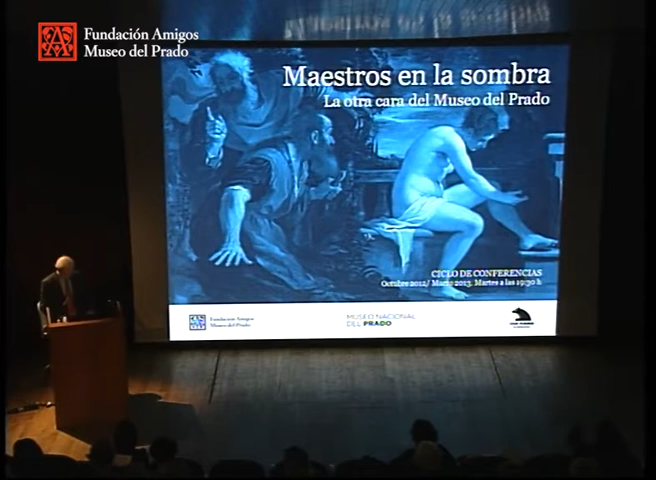 Fundación Amigos
Museo del Prado
Maestros en la sombra
La otra cara del Museo del Prado
CICLO DE CONFERENCIAS
Octubre 2012/ Marzo 2013. Martes a las 19:30 h
Fundación Amigos
Museo del Prado
MUSEO NACIONAL
DEL PRADO